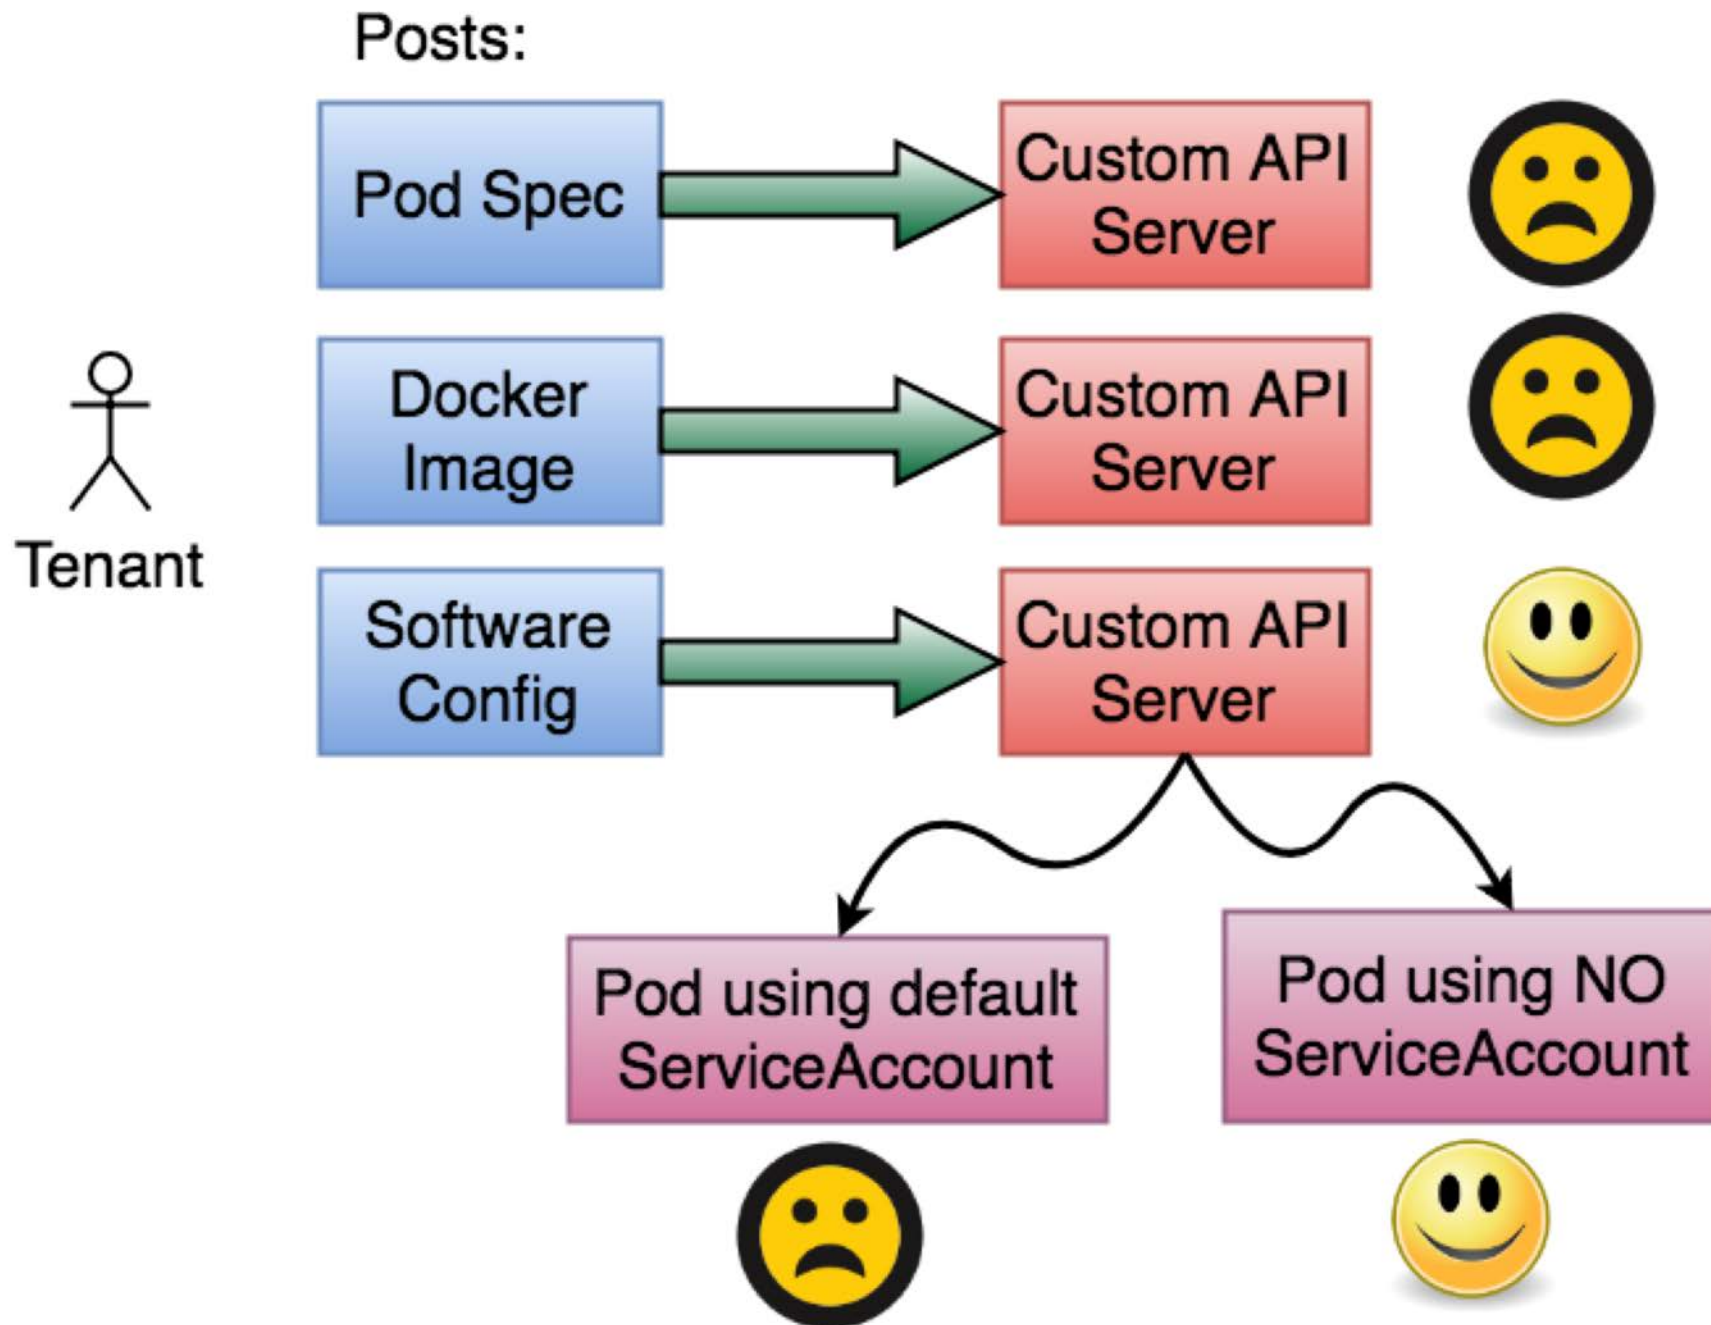 Posts:
Pod Spec
Custom API
Server
Docker
Image
Custom API
Server
Tenant
Software
Config
Custom API
Server
Pod using default
ServiceAccount
Pod using NO
ServiceAccount